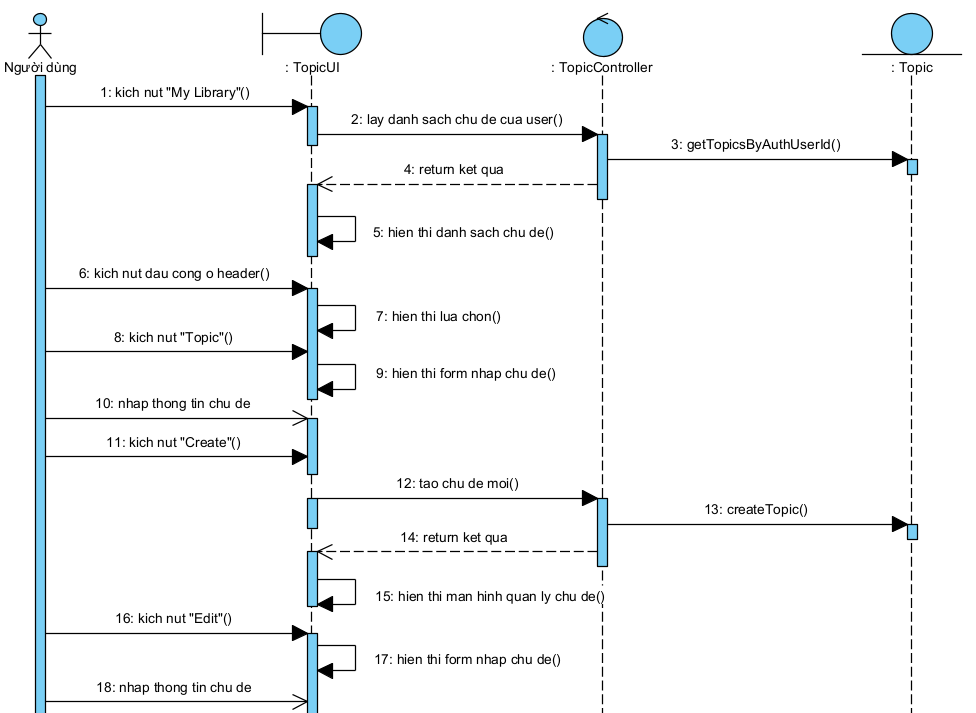 Người dùng
: TopicUI
: TopicController
: Topic
1: kich nut "My Library"()
2: lay danh sach chu de cua user()
3: getTopicsByAuthUserId()
4: return ket qua
5: hien thi danh sach chu de()
6: kich nut dau cong o header()
7: hien thi lua chon()
8: kich nut "Topic"()
9: hien thi form nhap chu de()
10: nhap thong tin chu de
11: kich nut "Create"()
12: tao chu de moi()
13: createTopic()
14: return ket qua
15: hien thi man hinh quan ly chu de()
16: kich nut "Edit"()
17: hien thi form nhap chu de()
18: nhap thong tin chu de